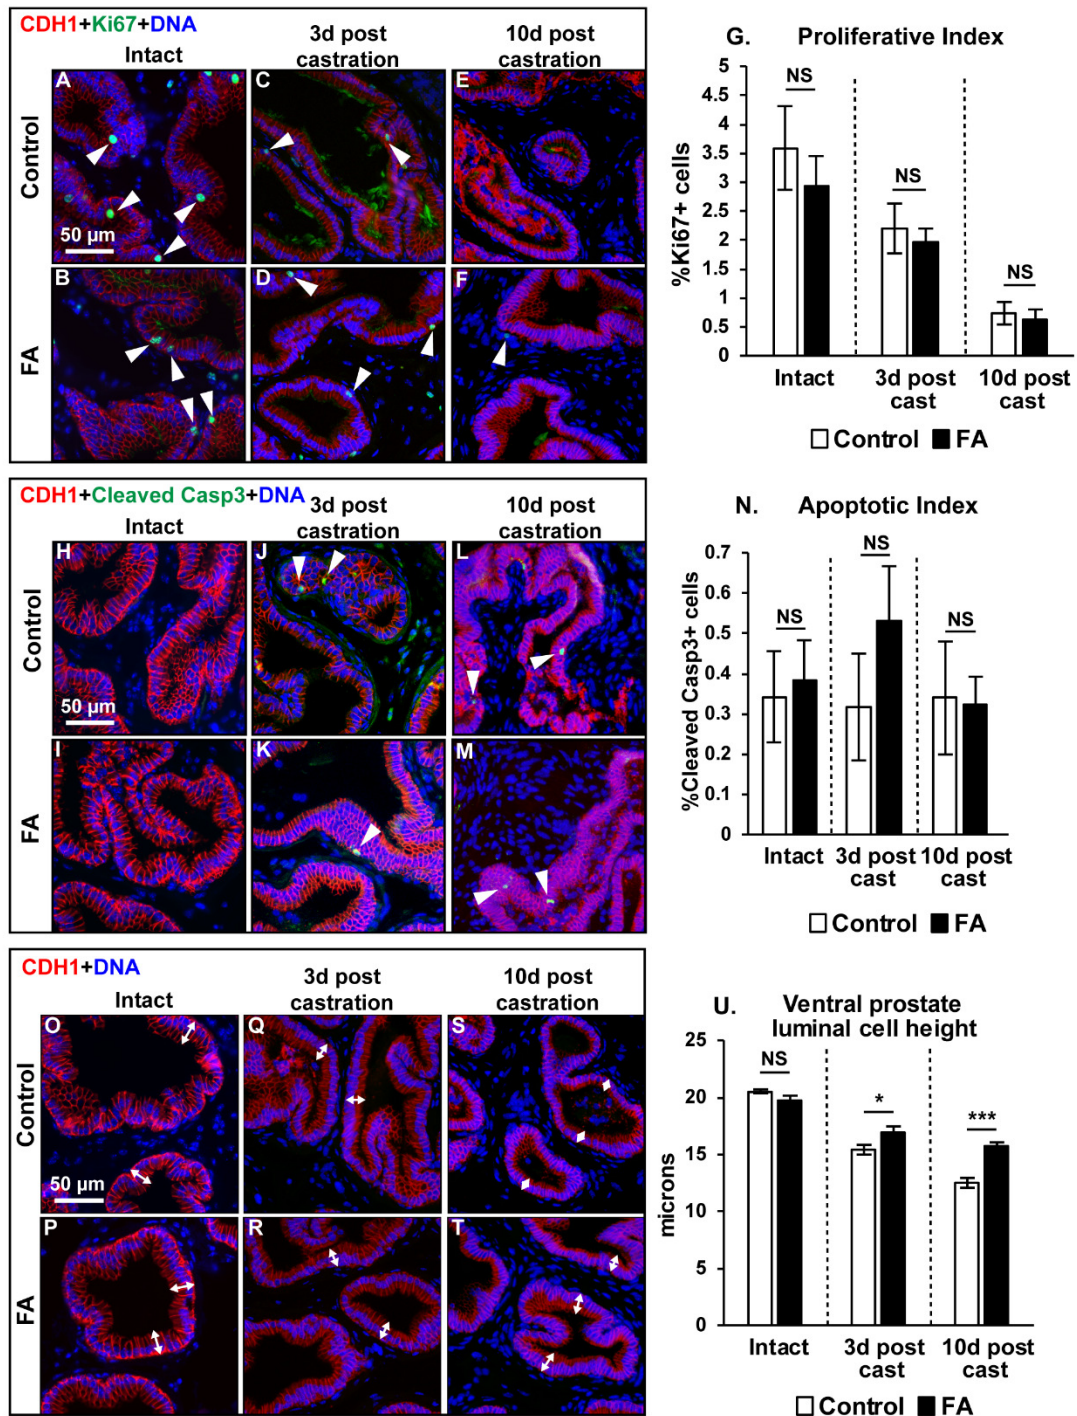 CDH1+Ki67+DNA
Intact
3d post
castration
10d post
castration
Control
FA
A
C
E
50 µm
B
D
F
G. Proliferative Index
%Ki67+ cells
5
4.5
4
3.5
3
2.5
2
1.5
1
0.5
0
NS
NS
NS
Intact
3d post
cast
10d post
cast
Control FA
CDH1+Cleaved Casp3+DNA
Intact
3d post
castration
10d post
castration
Control
FA
H
J
L
50 µm
I
K
M
N. Apoptotic Index
%Cleaved Casp3+ cells
0.7
0.6
0.5
0.4
0.3
0.2
0.1
0
NS
NS
NS
Intact
3d post
cast
10d post
cast
Control FA
CDH1+DNA
Intact
3d post
castration
10d post
castration
Control
FA
O
Q
S
50 µm
P
R
T
U. Ventral prostate
luminal cell height
microns
25
20
15
10
5
0
NS
*
***
Intact
3d post
cast
10d post
cast
Control FA